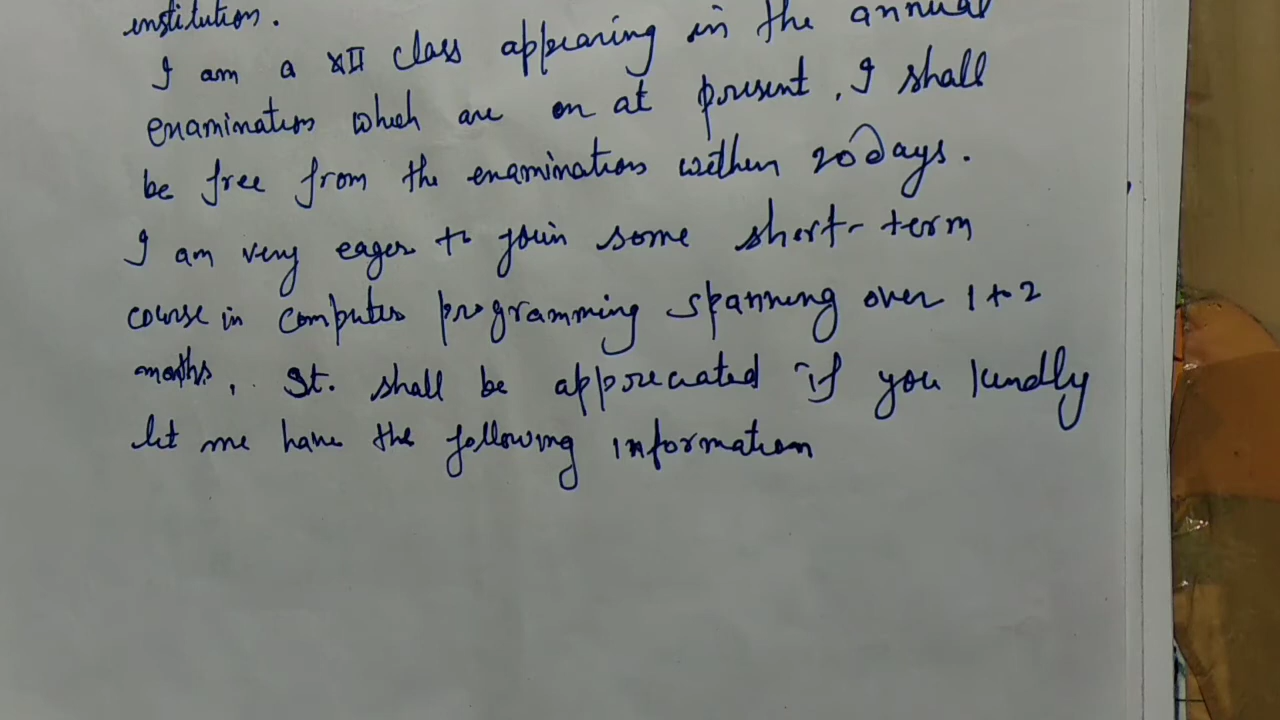 institution.
I am a XII class appearing in the annual
examinations which are on at present, I shall
be free from the examinations within 20 days.
I am very eager to join some short-term
course in computer programming spanning over 1 to 2
months, It. shall be appreciated if you kindly
let me have the following information